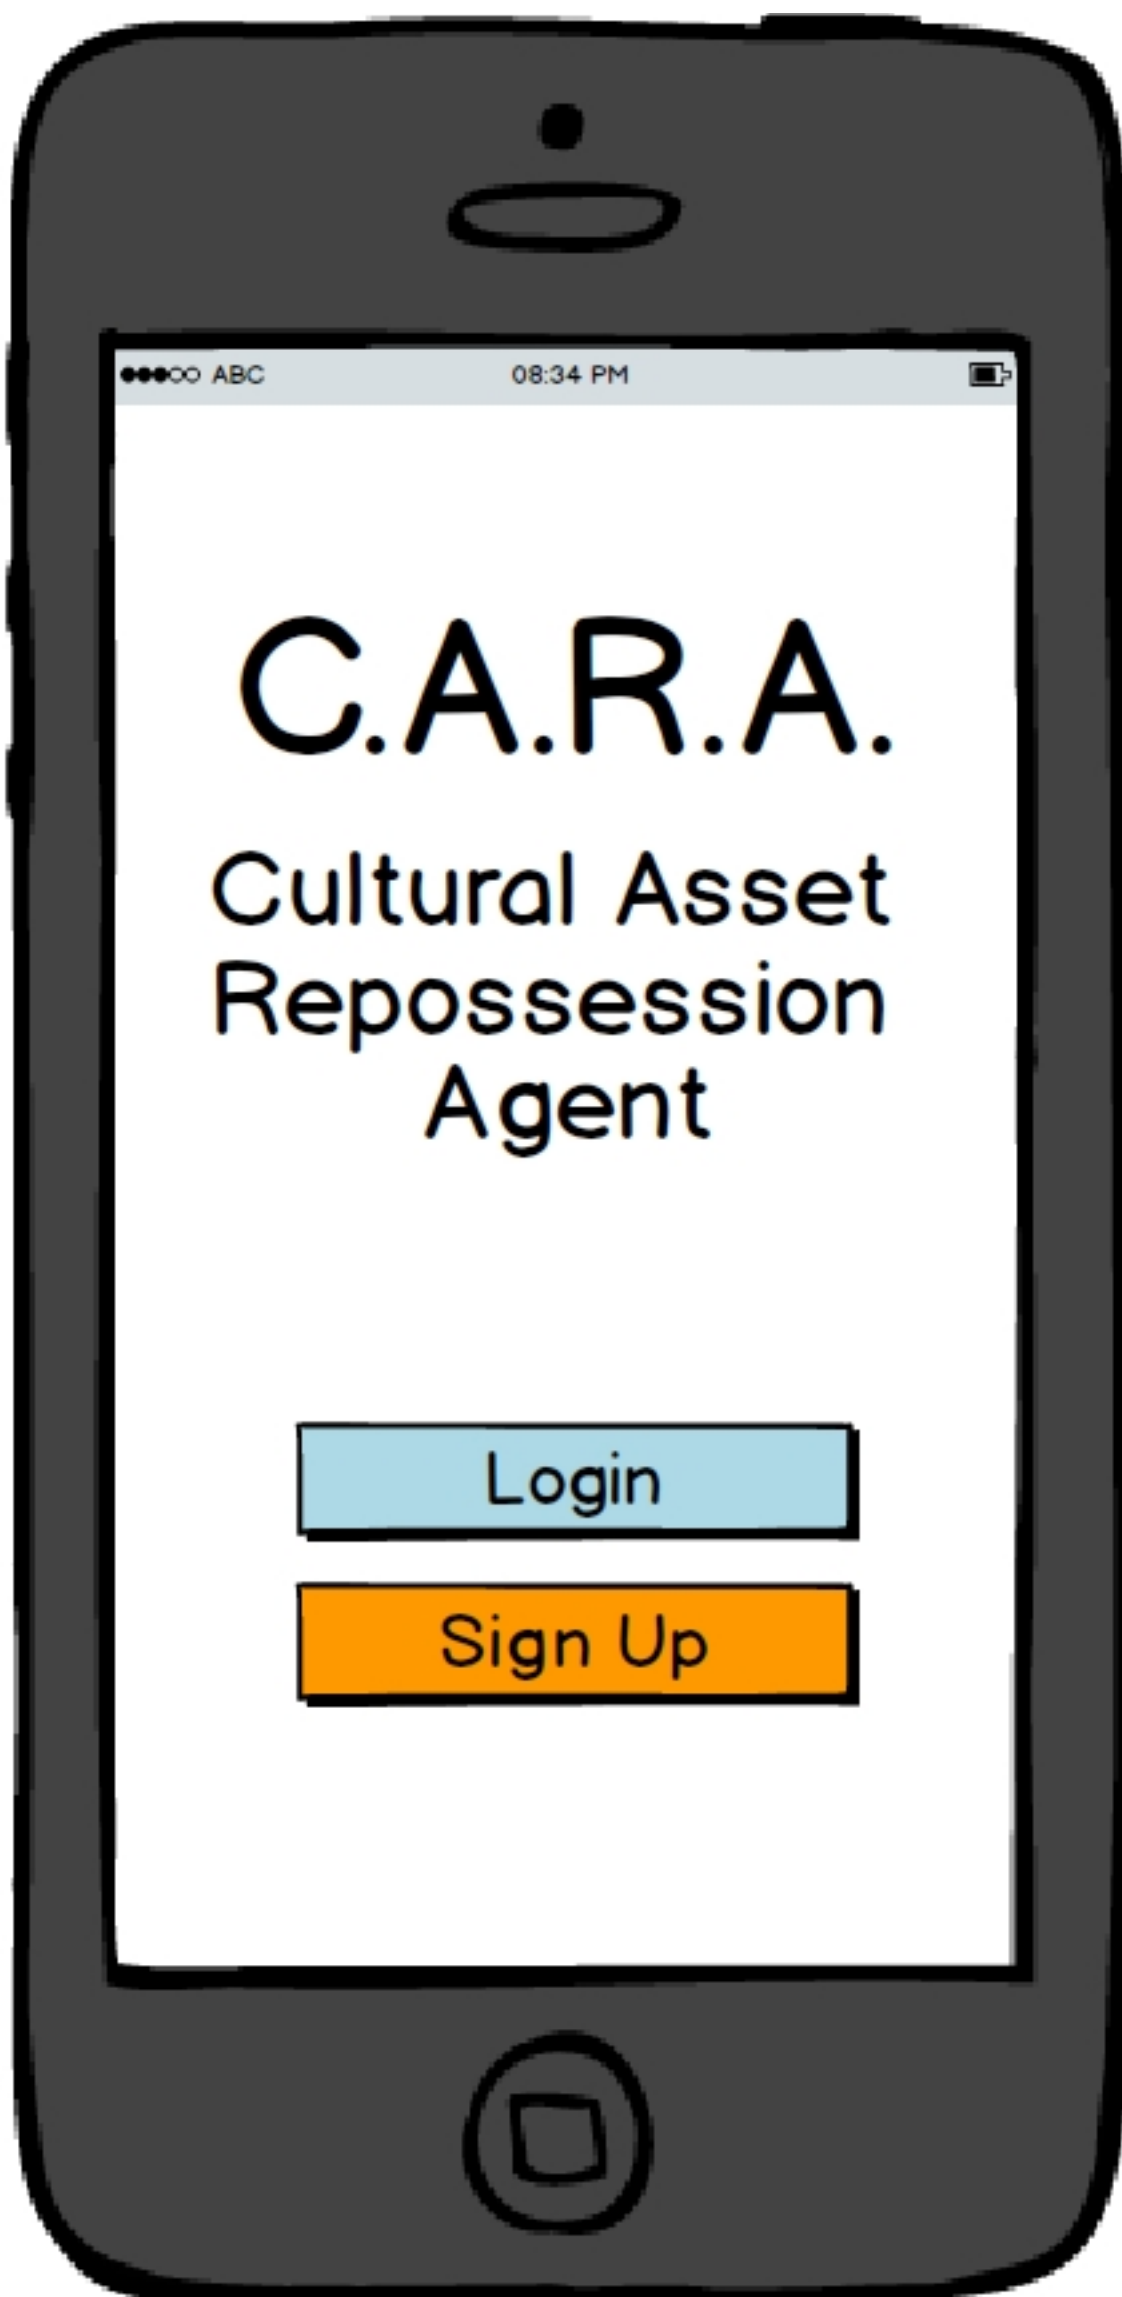 ABC 08:34 PM
C.A.R.A.
Cultural Asset
Repossession
Agent
Login
Sign Up